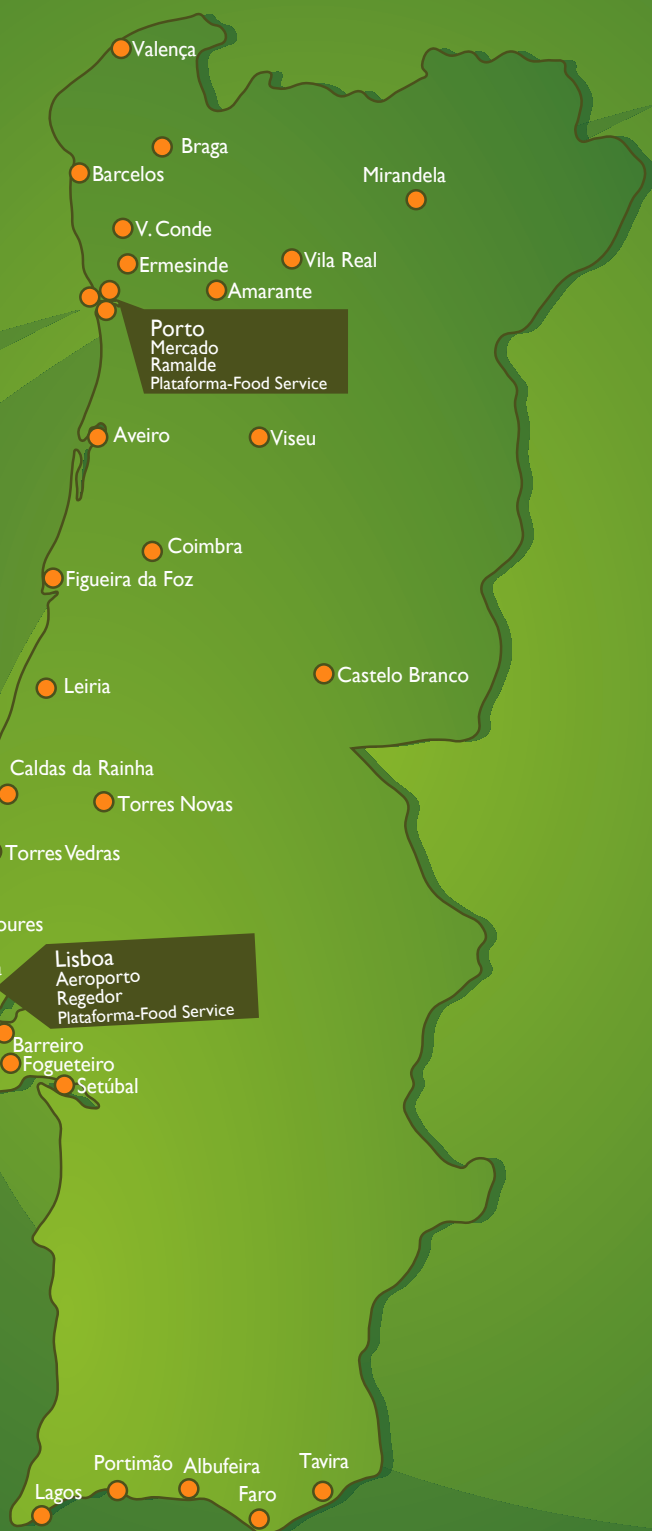 Valença
Braga
Barcelos
Mirandela
V. Conde
Vila Real
Ermesinde
Amarante
Porto
Mercado
Ramalde
Plataforma-Food Service
Aveiro
Viseu
Coimbra
Figueira da Foz
Castelo Branco
Leiria
Caldas da Rainha
Torres Novas
Torres Vedras
oures
Lisboa
Aeroporto
Regedor
Plataforma-Food Service
Barreiro
Fogueteiro
Setúbal
Portimão
Albufeira
Tavira
Lagos
Faro